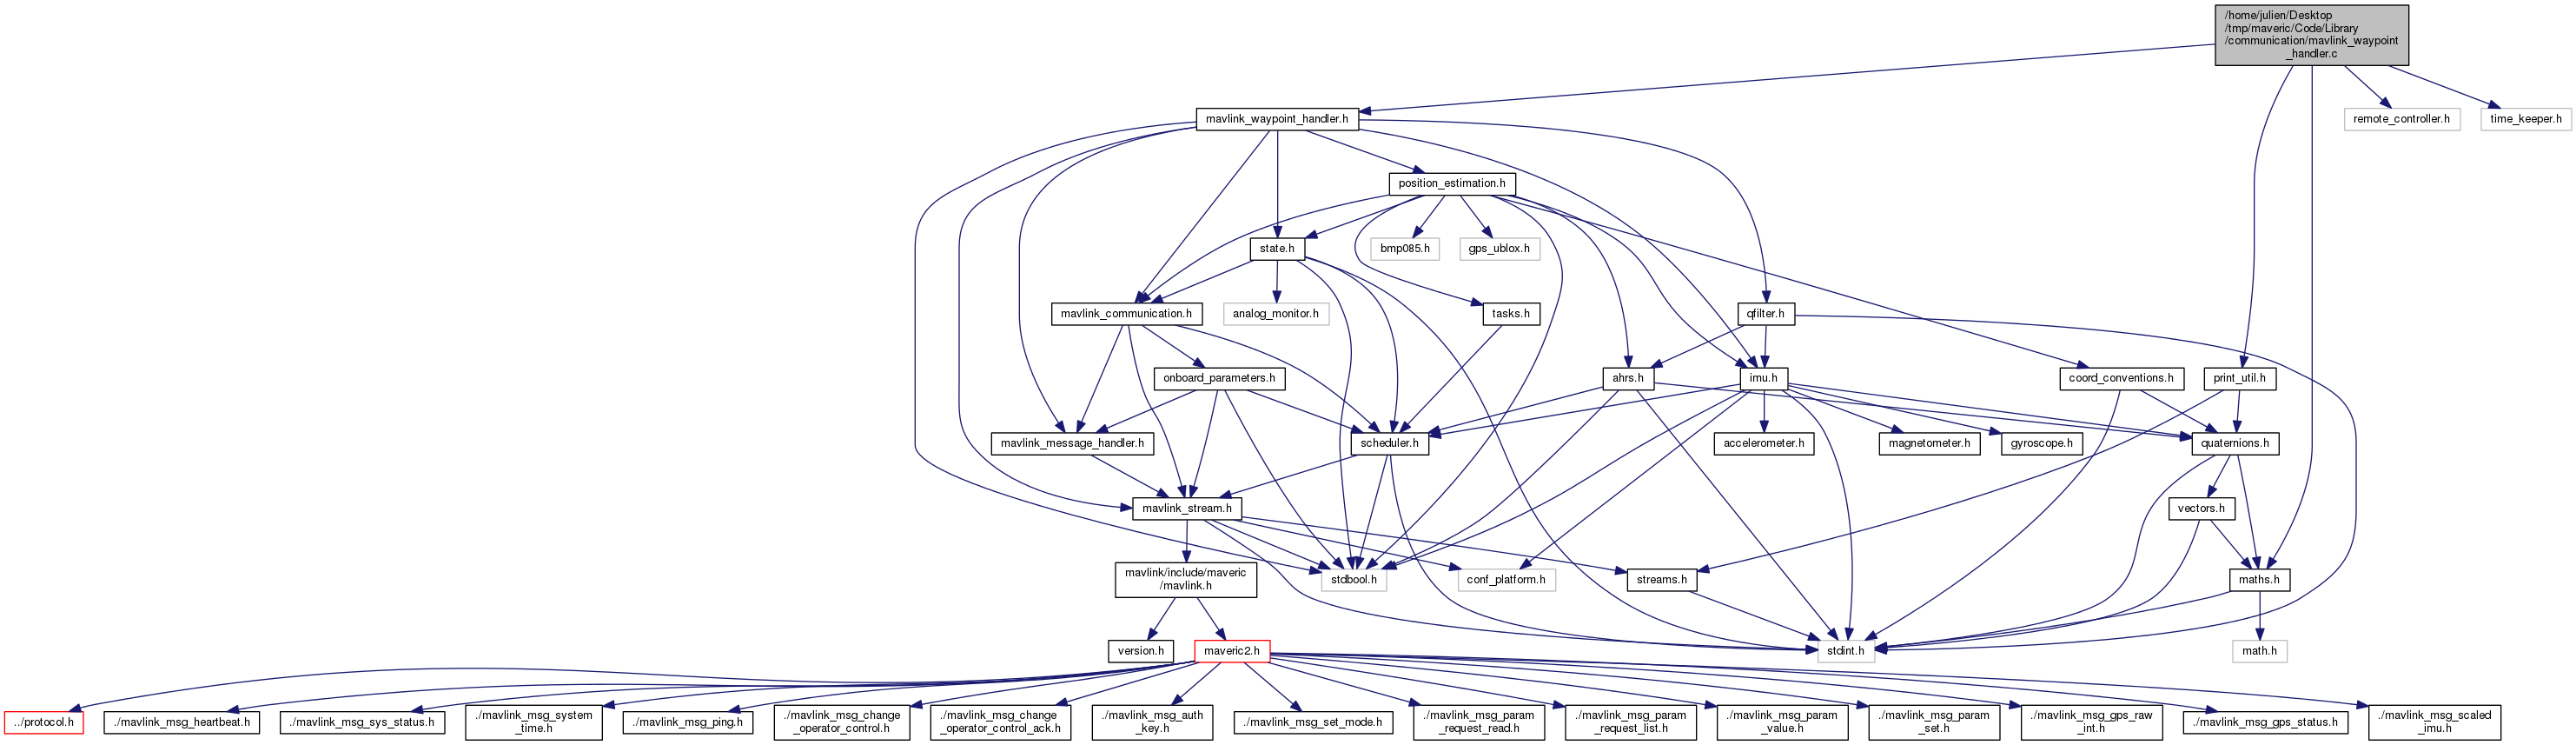 /home/julien/Desktop
/tmp/maveric/Code/Library
/communication/mavlink_waypoint
_handler.c
mavlink_waypoint_handler.h
remote_controller.h
time_keeper.h
position_estimation.h
state.h
bmp085.h
gps_ublox.h
mavlink_communication.h
analog_monitor.h
tasks.h
qfilter.h
onboard_parameters.h
ahrs.h
imu.h
coord_conventions.h
print_util.h
mavlink_message_handler.h
scheduler.h
accelerometer.h
magnetometer.h
gyroscope.h
quaternions.h
mavlink_stream.h
vectors.h
mavlink/include/maveric
/mavlink.h
stdbool.h
conf_platform.h
streams.h
maths.h
version.h
maveric2.h
stdint.h
math.h
../protocol.h
./mavlink_msg_heartbeat.h
./mavlink_msg_sys_status.h
./mavlink_msg_system
_time.h
./mavlink_msg_ping.h
./mavlink_msg_change
_operator_control.h
./mavlink_msg_change
_operator_control_ack.h
./mavlink_msg_auth
_key.h
./mavlink_msg_set_mode.h
./mavlink_msg_param
_request_read.h
./mavlink_msg_param
_request_list.h
./mavlink_msg_param
_value.h
./mavlink_msg_param
_set.h
./mavlink_msg_gps_raw
_int.h
./mavlink_msg_gps_status.h
./mavlink_msg_scaled
_imu.h